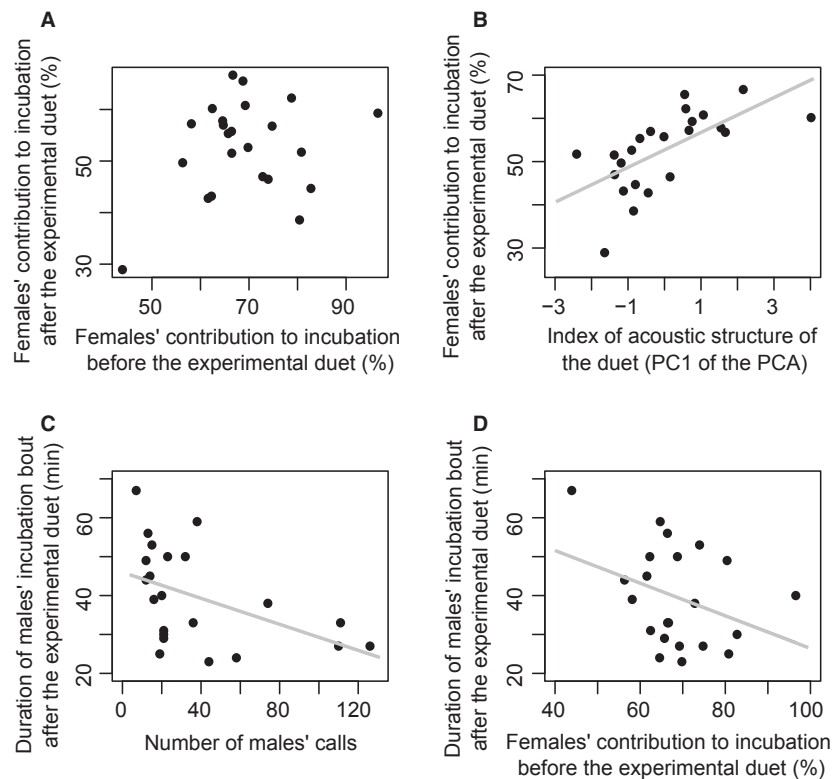 A
Females' contribution to incubation
after the experimental duet (%)
30
50
50
70
90
Females' contribution to incubation
before the experimental duet (%)
B
Females' contribution to incubation
after the experimental duet (%)
30
50
70
−3
−1
1
3
Index of acoustic structure of
the duet (PC1 of the PCA)
C
Duration of males' incubation bout
after the experimental duet (min)
20
40
60
0
40
80
120
Number of males' calls
D
Duration of males' incubation bout
after the experimental duet (min)
20
40
60
40
60
80
100
Females' contribution to incubation
before the experimental duet (%)